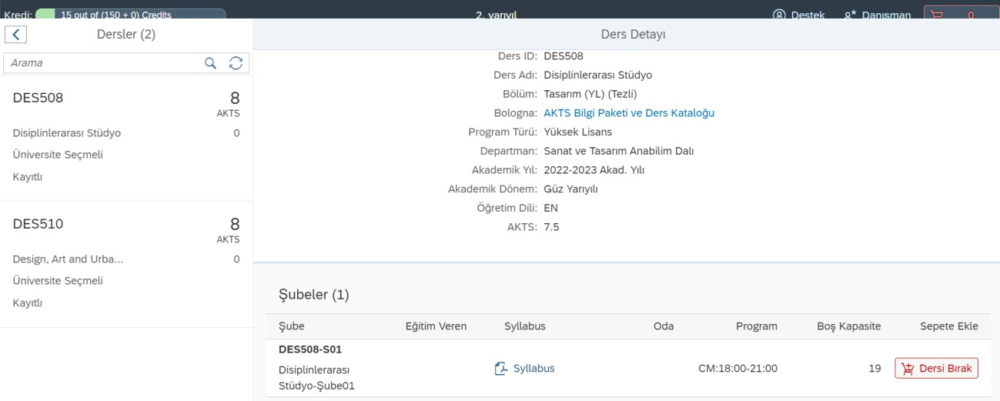 Kredi: 15 out of (150 + 0) Credits 2. yarıyıl Destek Danışman 0
Dersler (2)
Arama
DES508 8
AKTS
Disiplinlerarası Stüdyo 0
Üniversite Seçmeli
Kayıtlı
DES510 8
AKTS
Design, Art and Urba... 0
Üniversite Seçmeli
Kayıtlı
Ders Detayı
Ders ID: DES508
Ders Adı: Disiplinlerarası Stüdyo
Bölüm: Tasarım (YL) (Tezli)
Bologna: AKTS Bilgi Paketi ve Ders Kataloğu
Program Türü: Yüksek Lisans
Departman: Sanat ve Tasarım Anabilim Dalı
Akademik Yıl: 2022-2023 Akad. Yılı
Akademik Dönem: Güz Yarıyılı
Öğretim Dili: EN
AKTS: 7.5
Şubeler (1)
Şube Eğitim Veren Syllabus Oda Program Boş Kapasite Sepete Ekle
DES508-S01
Disiplinlerarası
Stüdyo-Şube01
Syllabus CM:18:00-21:00 19 Dersi Bırak